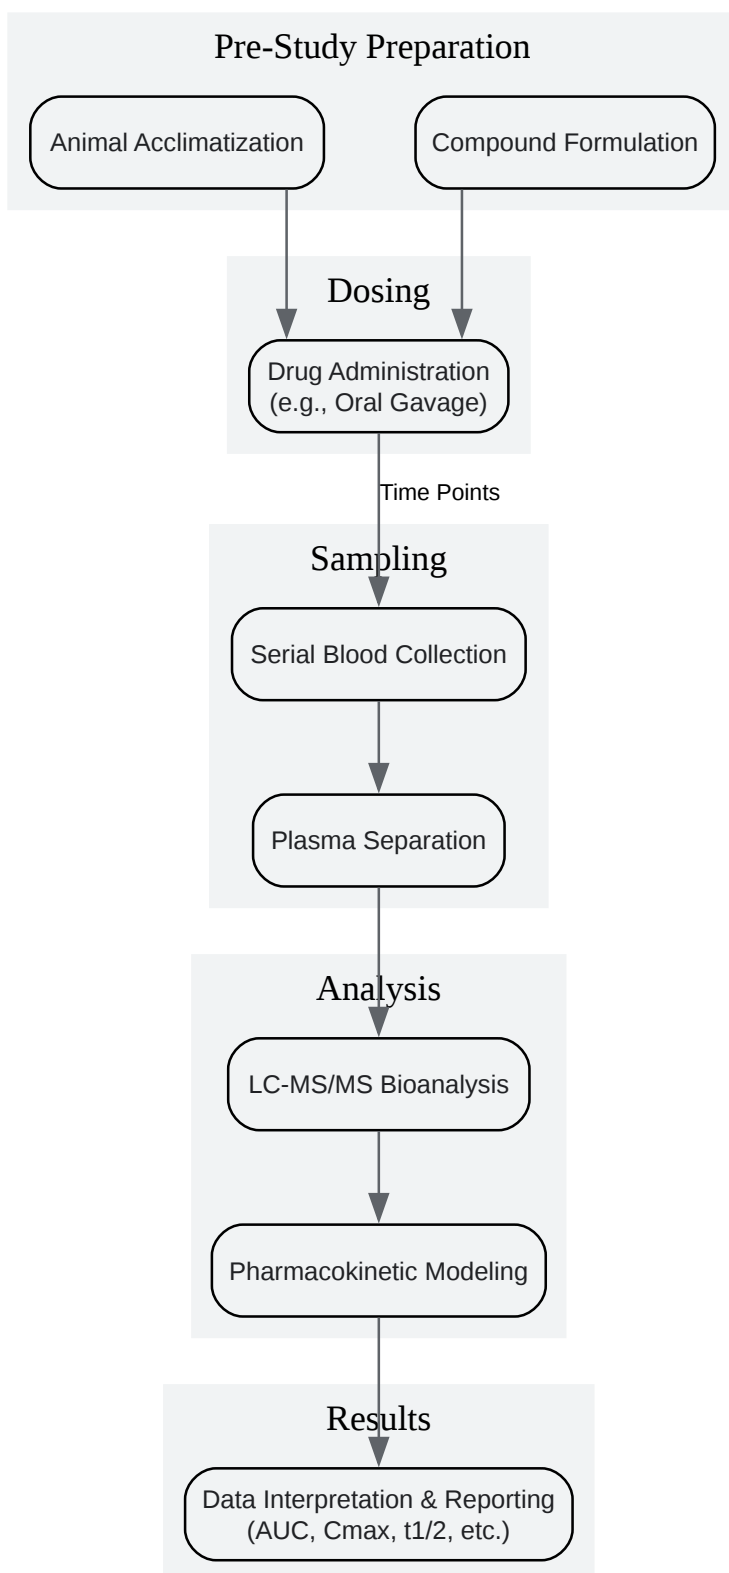 Pre-Study Preparation
Animal Acclimatization
Compound Formulation
Dosing
Drug Administration
(e.g., Oral Gavage)
Time Points
Sampling
Serial Blood Collection
Plasma Separation
Analysis
LC-MS/MS Bioanalysis
Pharmacokinetic Modeling
Results
Data Interpretation & Reporting
(AUC, Cmax, t1/2, etc.)